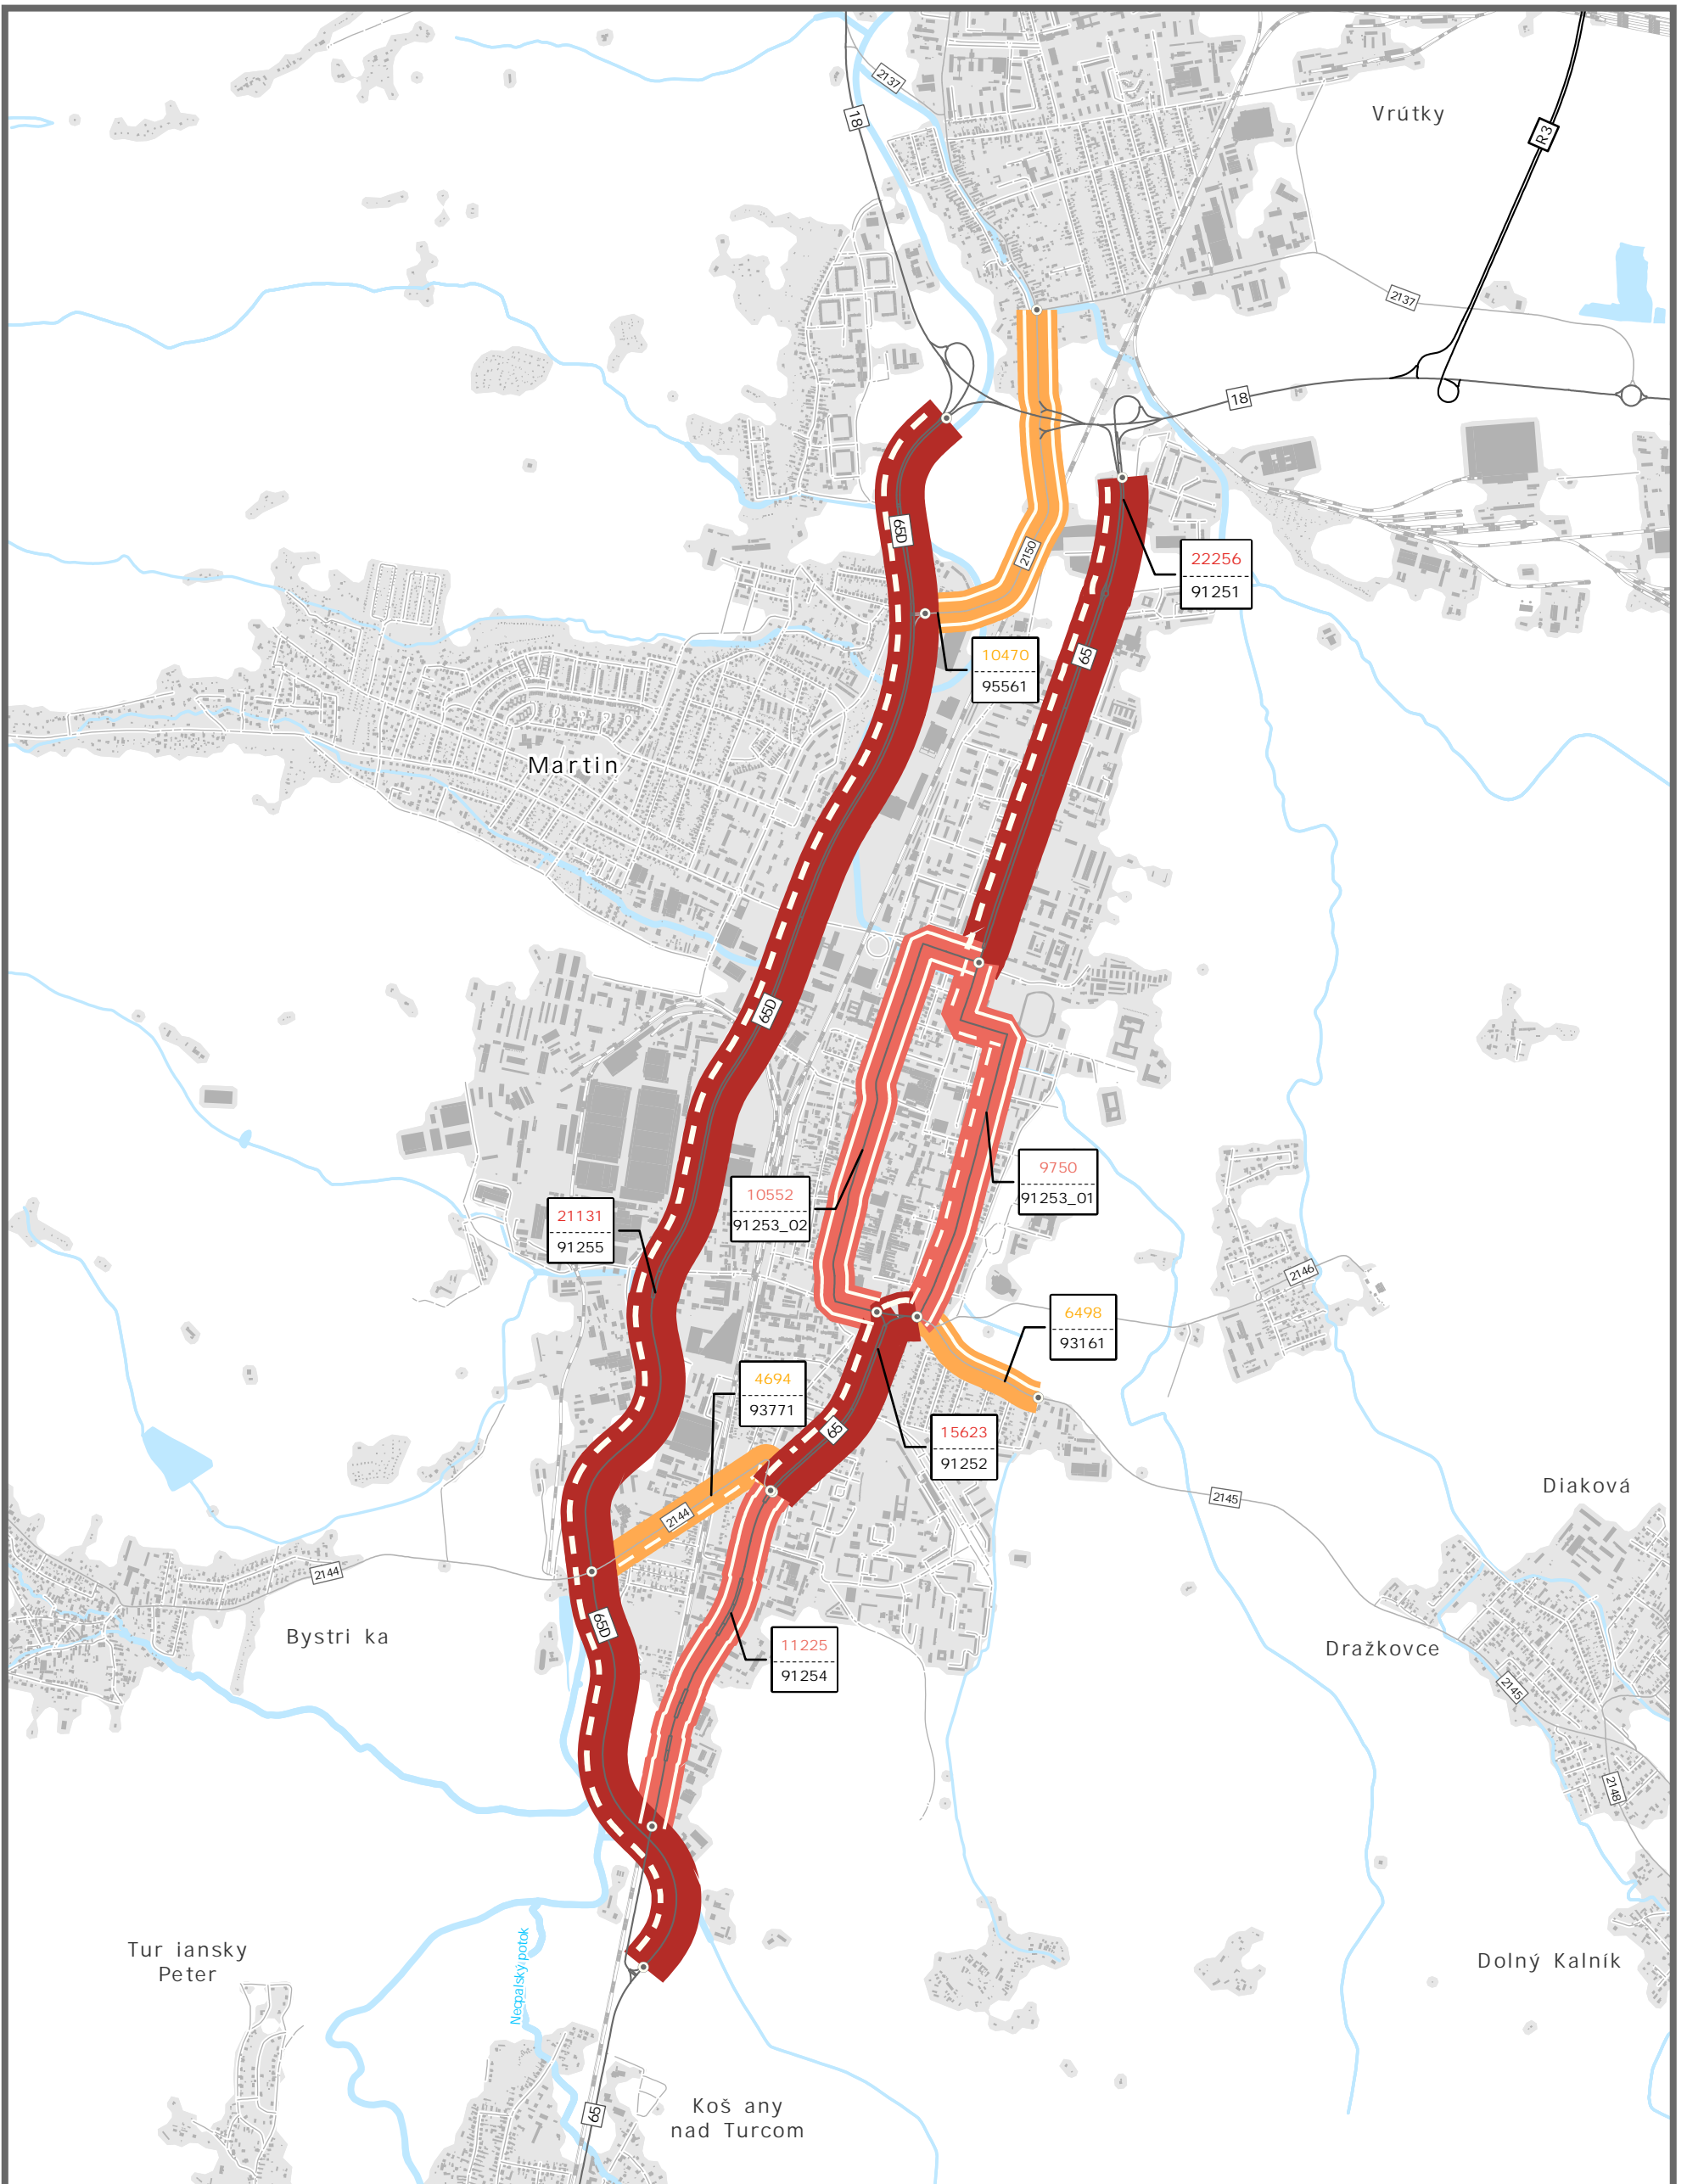 2137
Vrútky
18
R3
2137
18
65D
2150
22256
91251
65
10470
95561
Martin
65D
9750
91253_01
10552
91253_02
21131
91255
2146
6498
93161
4694
93771
65
15623
91252
Diaková
2145
2144
2144
65D
Bystri ka
Dražkovce
11225
91254
2145
2148
Necpalský potok
Tur iansky
Peter
Dolný Kalník
65
Koš any
nad Turcom